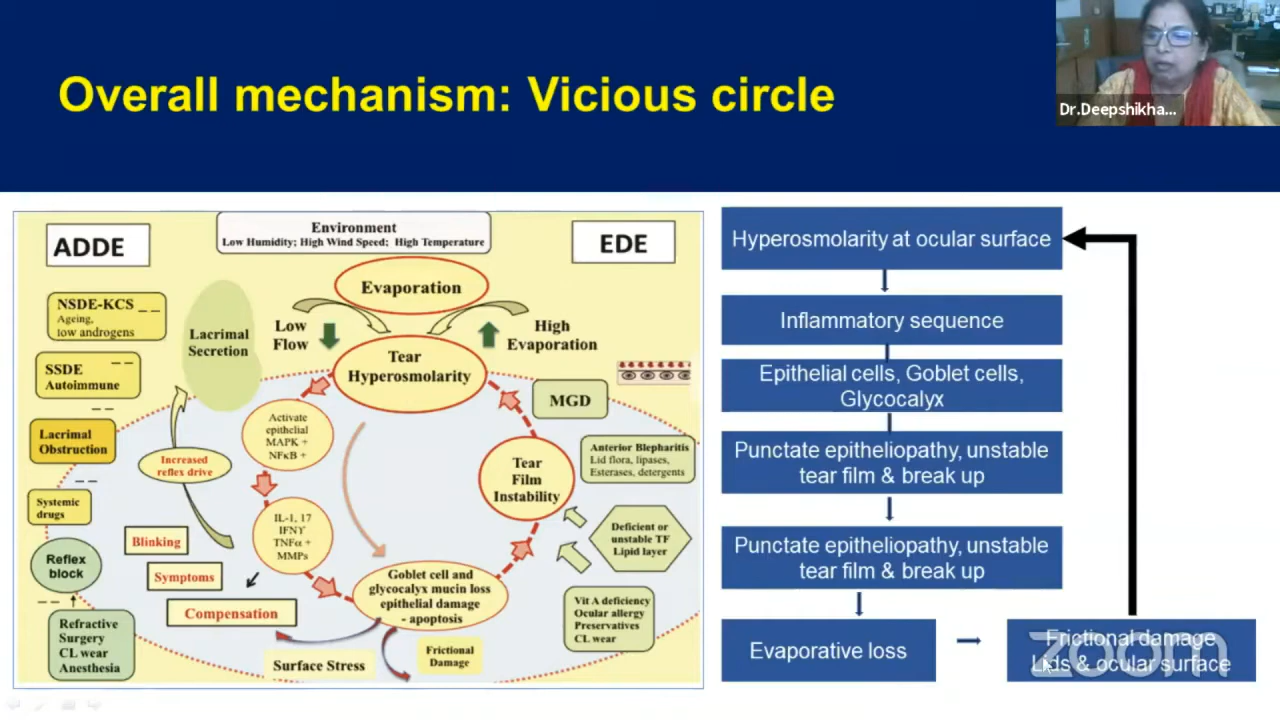 Overall mechanism: Vicious circle
Dr.Deepshikha...
ADDE
Environment
Low Humidity; High Wind Speed; High Temperature
EDE
NSDE-KCS _ _
Ageing,
low androgens
SSDE _ _
Autoimmune
_ _
Lacrimal
Obstruction
_ _
Systemic
drugs
Reflex
block
_ _
Refractive
Surgery
CL wear
Anesthesia
Lacrimal
Secretion
Increased
reflex drive
Blinking
Symptoms
Compensation
Evaporation
Low
Flow
High
Evaporation
Tear
Hyperosmolarity
Activate
epithelial
MAPK +
NFκB +
IL-1, 17
IFNϒ
TNFα +
MMPs
Goblet cell and
glycocalyx mucin loss
epithelial damage
- apoptosis
Surface Stress
Frictional
Damage
Tear
Film
Instability
MGD
Anterior Blepharitis
Lid flora, lipases,
Esterases, detergents
Deficient or
unstable TF
Lipid layer
Vit A deficiency
Ocular allergy
Preservatives
CL wear
Hyperosmolarity at ocular surface
Inflammatory sequence
Epithelial cells, Goblet cells,
Glycocalyx
Punctate epitheliopathy, unstable
tear film & break up
Punctate epitheliopathy, unstable
tear film & break up
Evaporative loss
Frictional damage
Lids & ocular surface
zoom